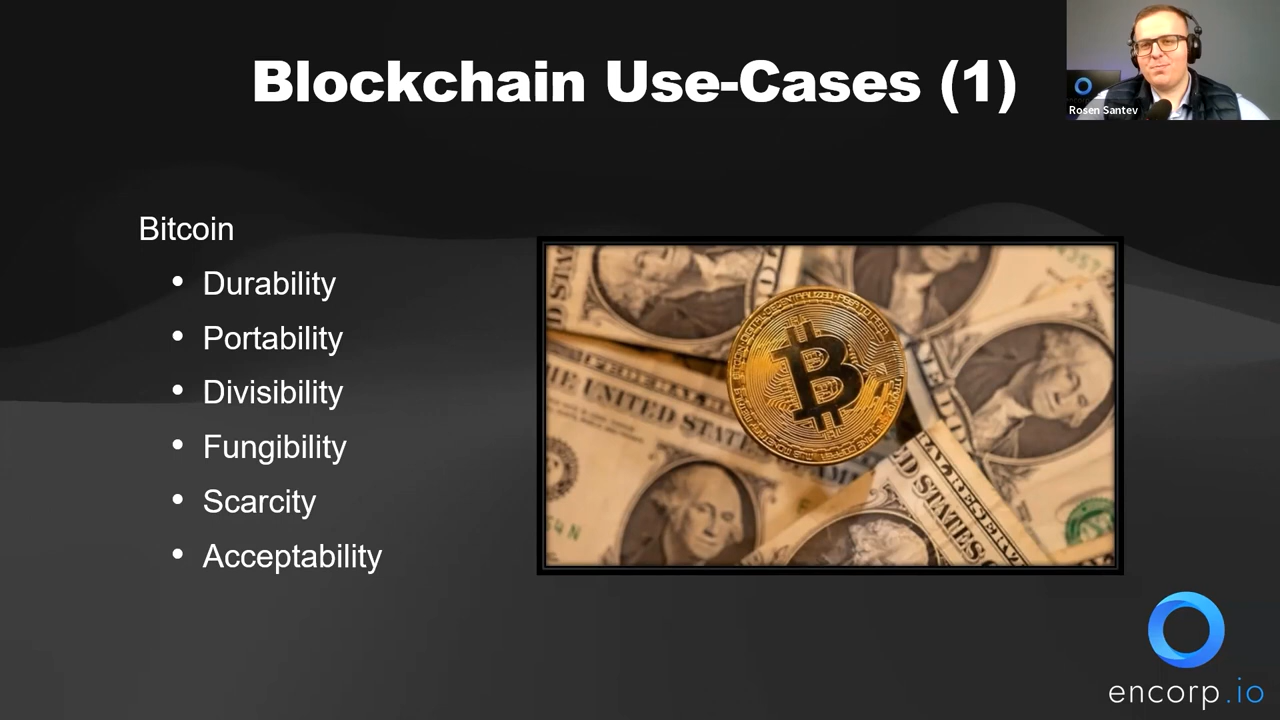 Blockchain Use-Cases (1)
Rosen Santev
Bitcoin
• Durability
• Portability
• Divisibility
• Fungibility
• Scarcity
• Acceptability
encorp.io